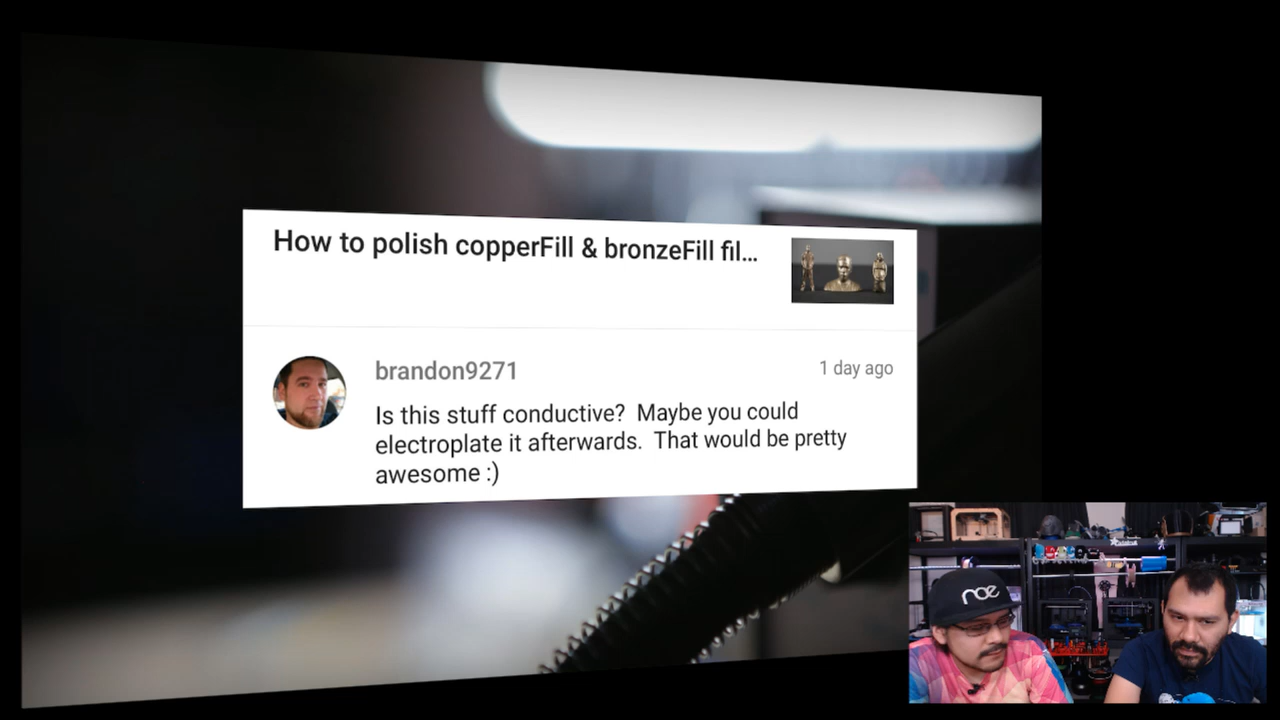 How to polish copperFill & bronzeFill fil...
brandon9271
1 day ago
Is this stuff conductive?  Maybe you could
electroplate it afterwards.  That would be pretty
awesome :)
noe